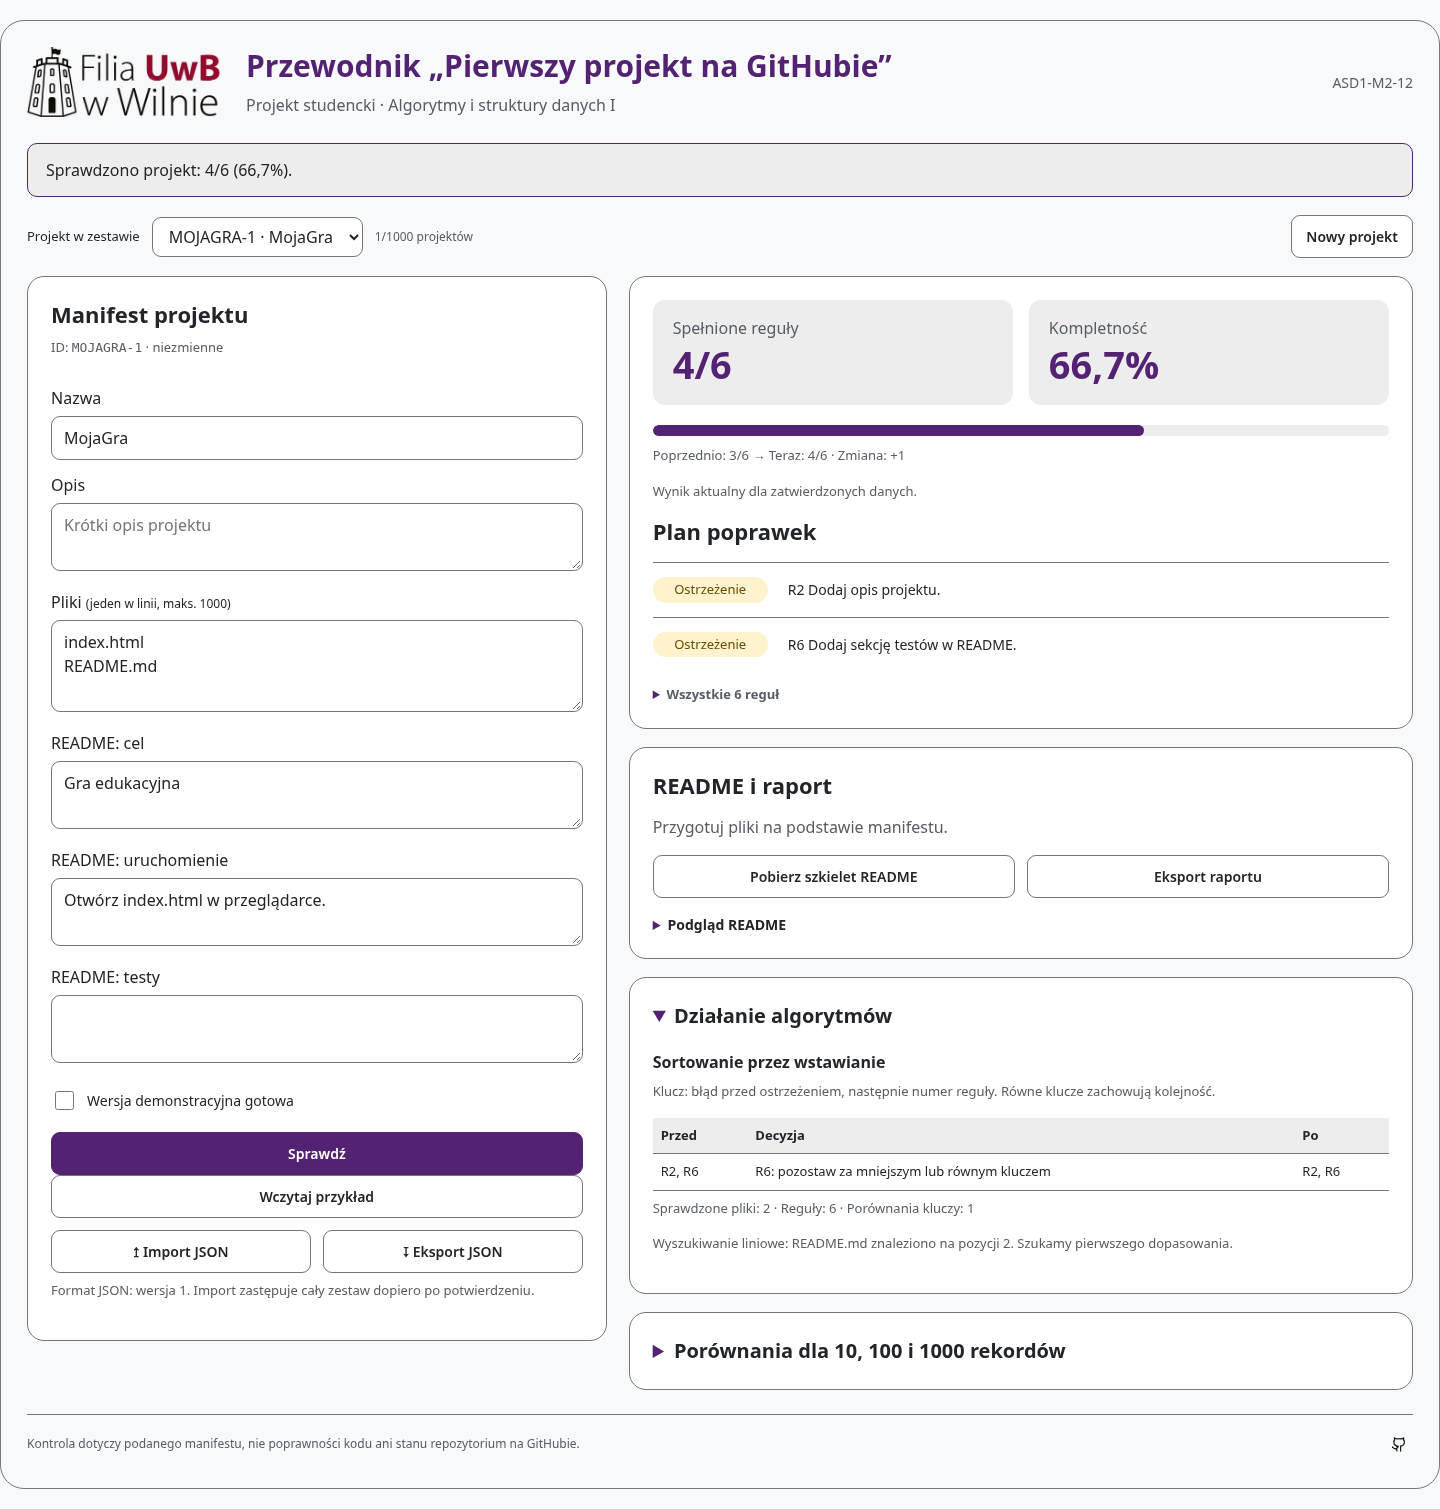 Filia UwB
w Wilnie
Przewodnik „Pierwszy projekt na GitHubie”
Projekt studencki · Algorytmy i struktury danych I
ASD1-M2-12
Sprawdzono projekt: 4/6 (66,7%).
Projekt w zestawie
MOJAGRA-1 · MojaGra
1/1000 projektów
Nowy projekt
Manifest projektu
ID: MOJAGRA-1 · niezmienne
Nazwa
MojaGra
Opis
Krótki opis projektu
Pliki (jeden w linii, maks. 1000)
index.html
README.md
README: cel
Gra edukacyjna
README: uruchomienie
Otwórz index.html w przeglądarce.
README: testy
Wersja demonstracyjna gotowa
Sprawdź
Wczytaj przykład
↥ Import JSON
↧ Eksport JSON
Format JSON: wersja 1. Import zastępuje cały zestaw dopiero po potwierdzeniu.
Spełnione reguły
4/6
Kompletność
66,7%
Poprzednio: 3/6 → Teraz: 4/6 · Zmiana: +1
Wynik aktualny dla zatwierdzonych danych.
Plan poprawek
Ostrzeżenie R2 Dodaj opis projektu.
Ostrzeżenie R6 Dodaj sekcję testów w README.
Wszystkie 6 reguł
README i raport
Przygotuj pliki na podstawie manifestu.
Pobierz szkielet README
Eksport raportu
Podgląd README
Działanie algorytmów
Sortowanie przez wstawianie
Klucz: błąd przed ostrzeżeniem, następnie numer reguły. Równe klucze zachowują kolejność.
Przed Decyzja Po
R2, R6 R6: pozostaw za mniejszym lub równym kluczem R2, R6
Sprawdzone pliki: 2 · Reguły: 6 · Porównania kluczy: 1
Wyszukiwanie liniowe: README.md znaleziono na pozycji 2. Szukamy pierwszego dopasowania.
Porównania dla 10, 100 i 1000 rekordów
Kontrola dotyczy podanego manifestu, nie poprawności kodu ani stanu repozytorium na GitHubie.